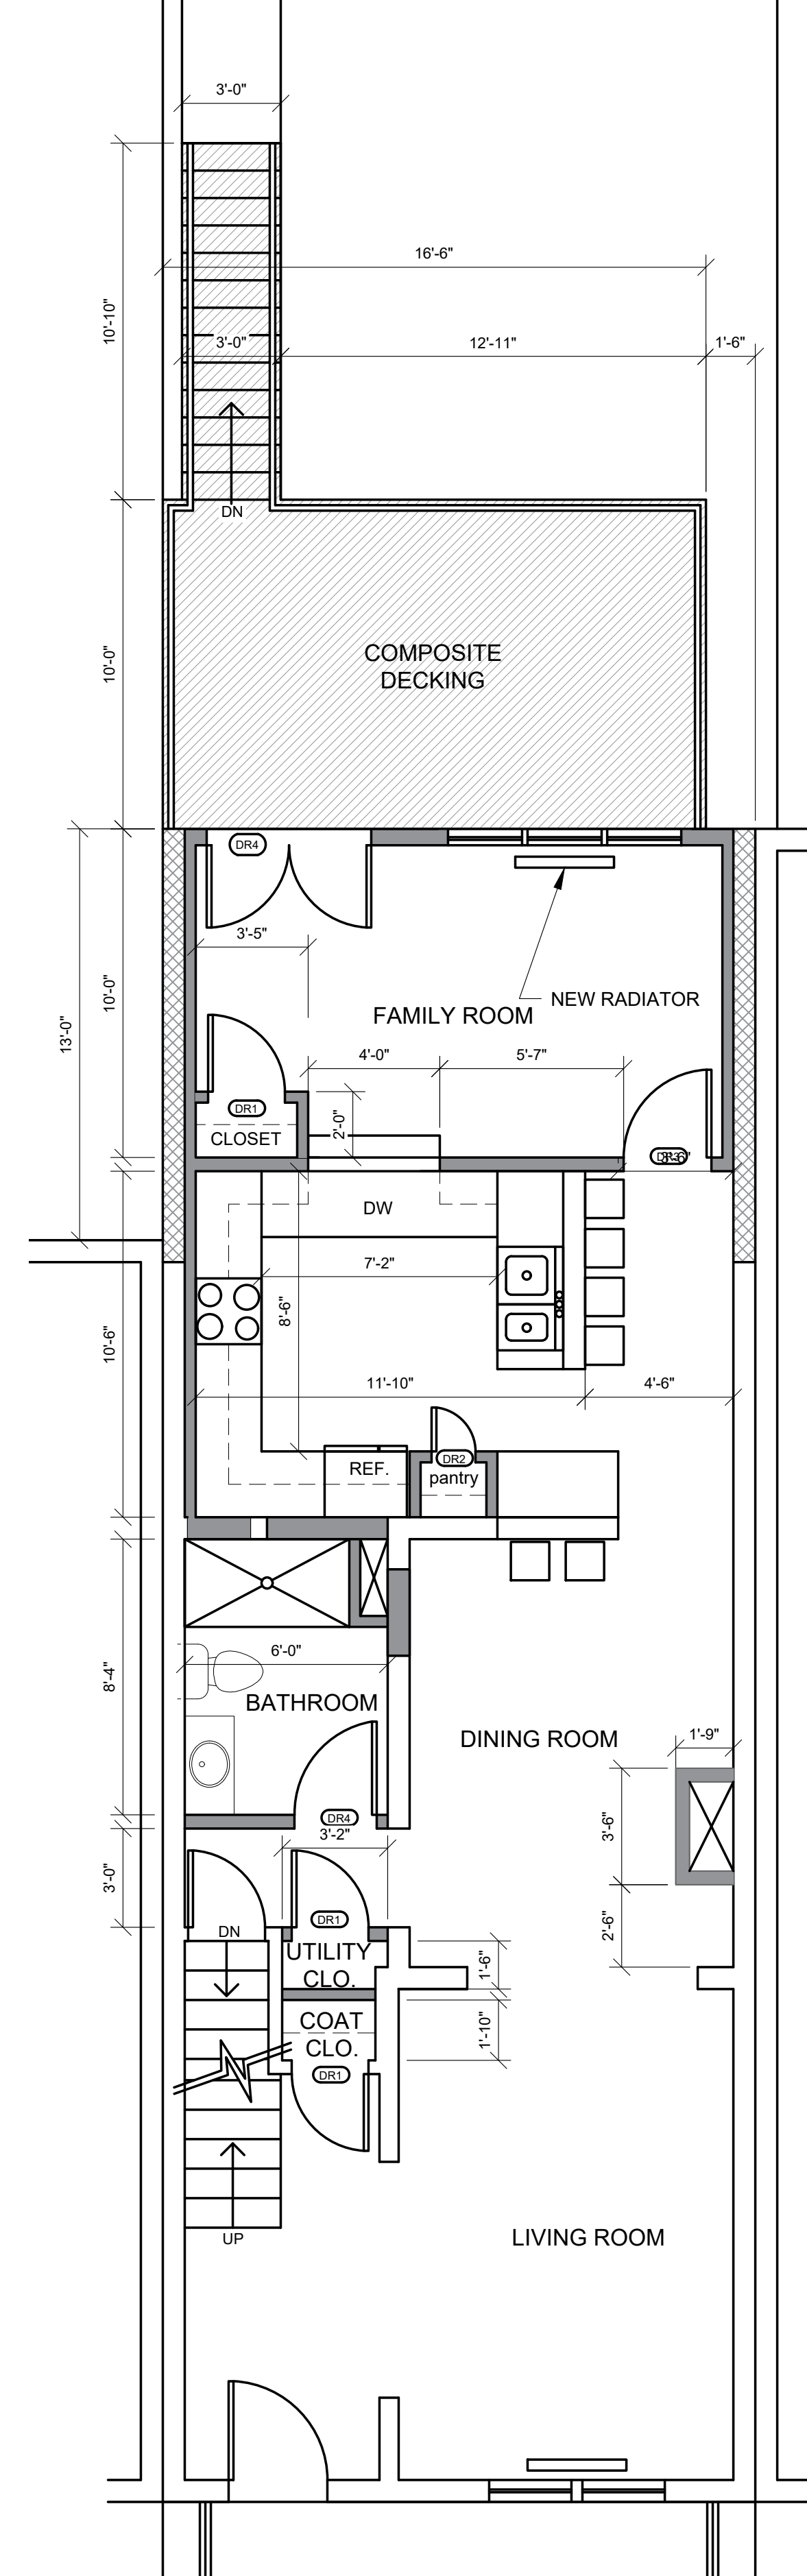 3'-0"
16'-6"
10'-10"
3'-0"
12'-11"
1'-6"
DN
10'-0"
COMPOSITE
DECKING
DR4
3'-5"
10'-0"
NEW RADIATOR
FAMILY ROOM
13'-0"
4'-0"
5'-7"
DR1
2'-0"
CLOSET
DR3
3'-6"
DW
7'-2"
8'-6"
10'-6"
11'-10"
4'-6"
DR2
REF.
pantry
6'-0"
8'-4"
BATHROOM
DINING ROOM
1'-9"
3'-6"
DR4
3'-2"
3'-0"
DR1
DN
2'-6"
UTILITY
CLO.
1'-6"
COAT
CLO.
1'-10"
DR1
UP
LIVING ROOM